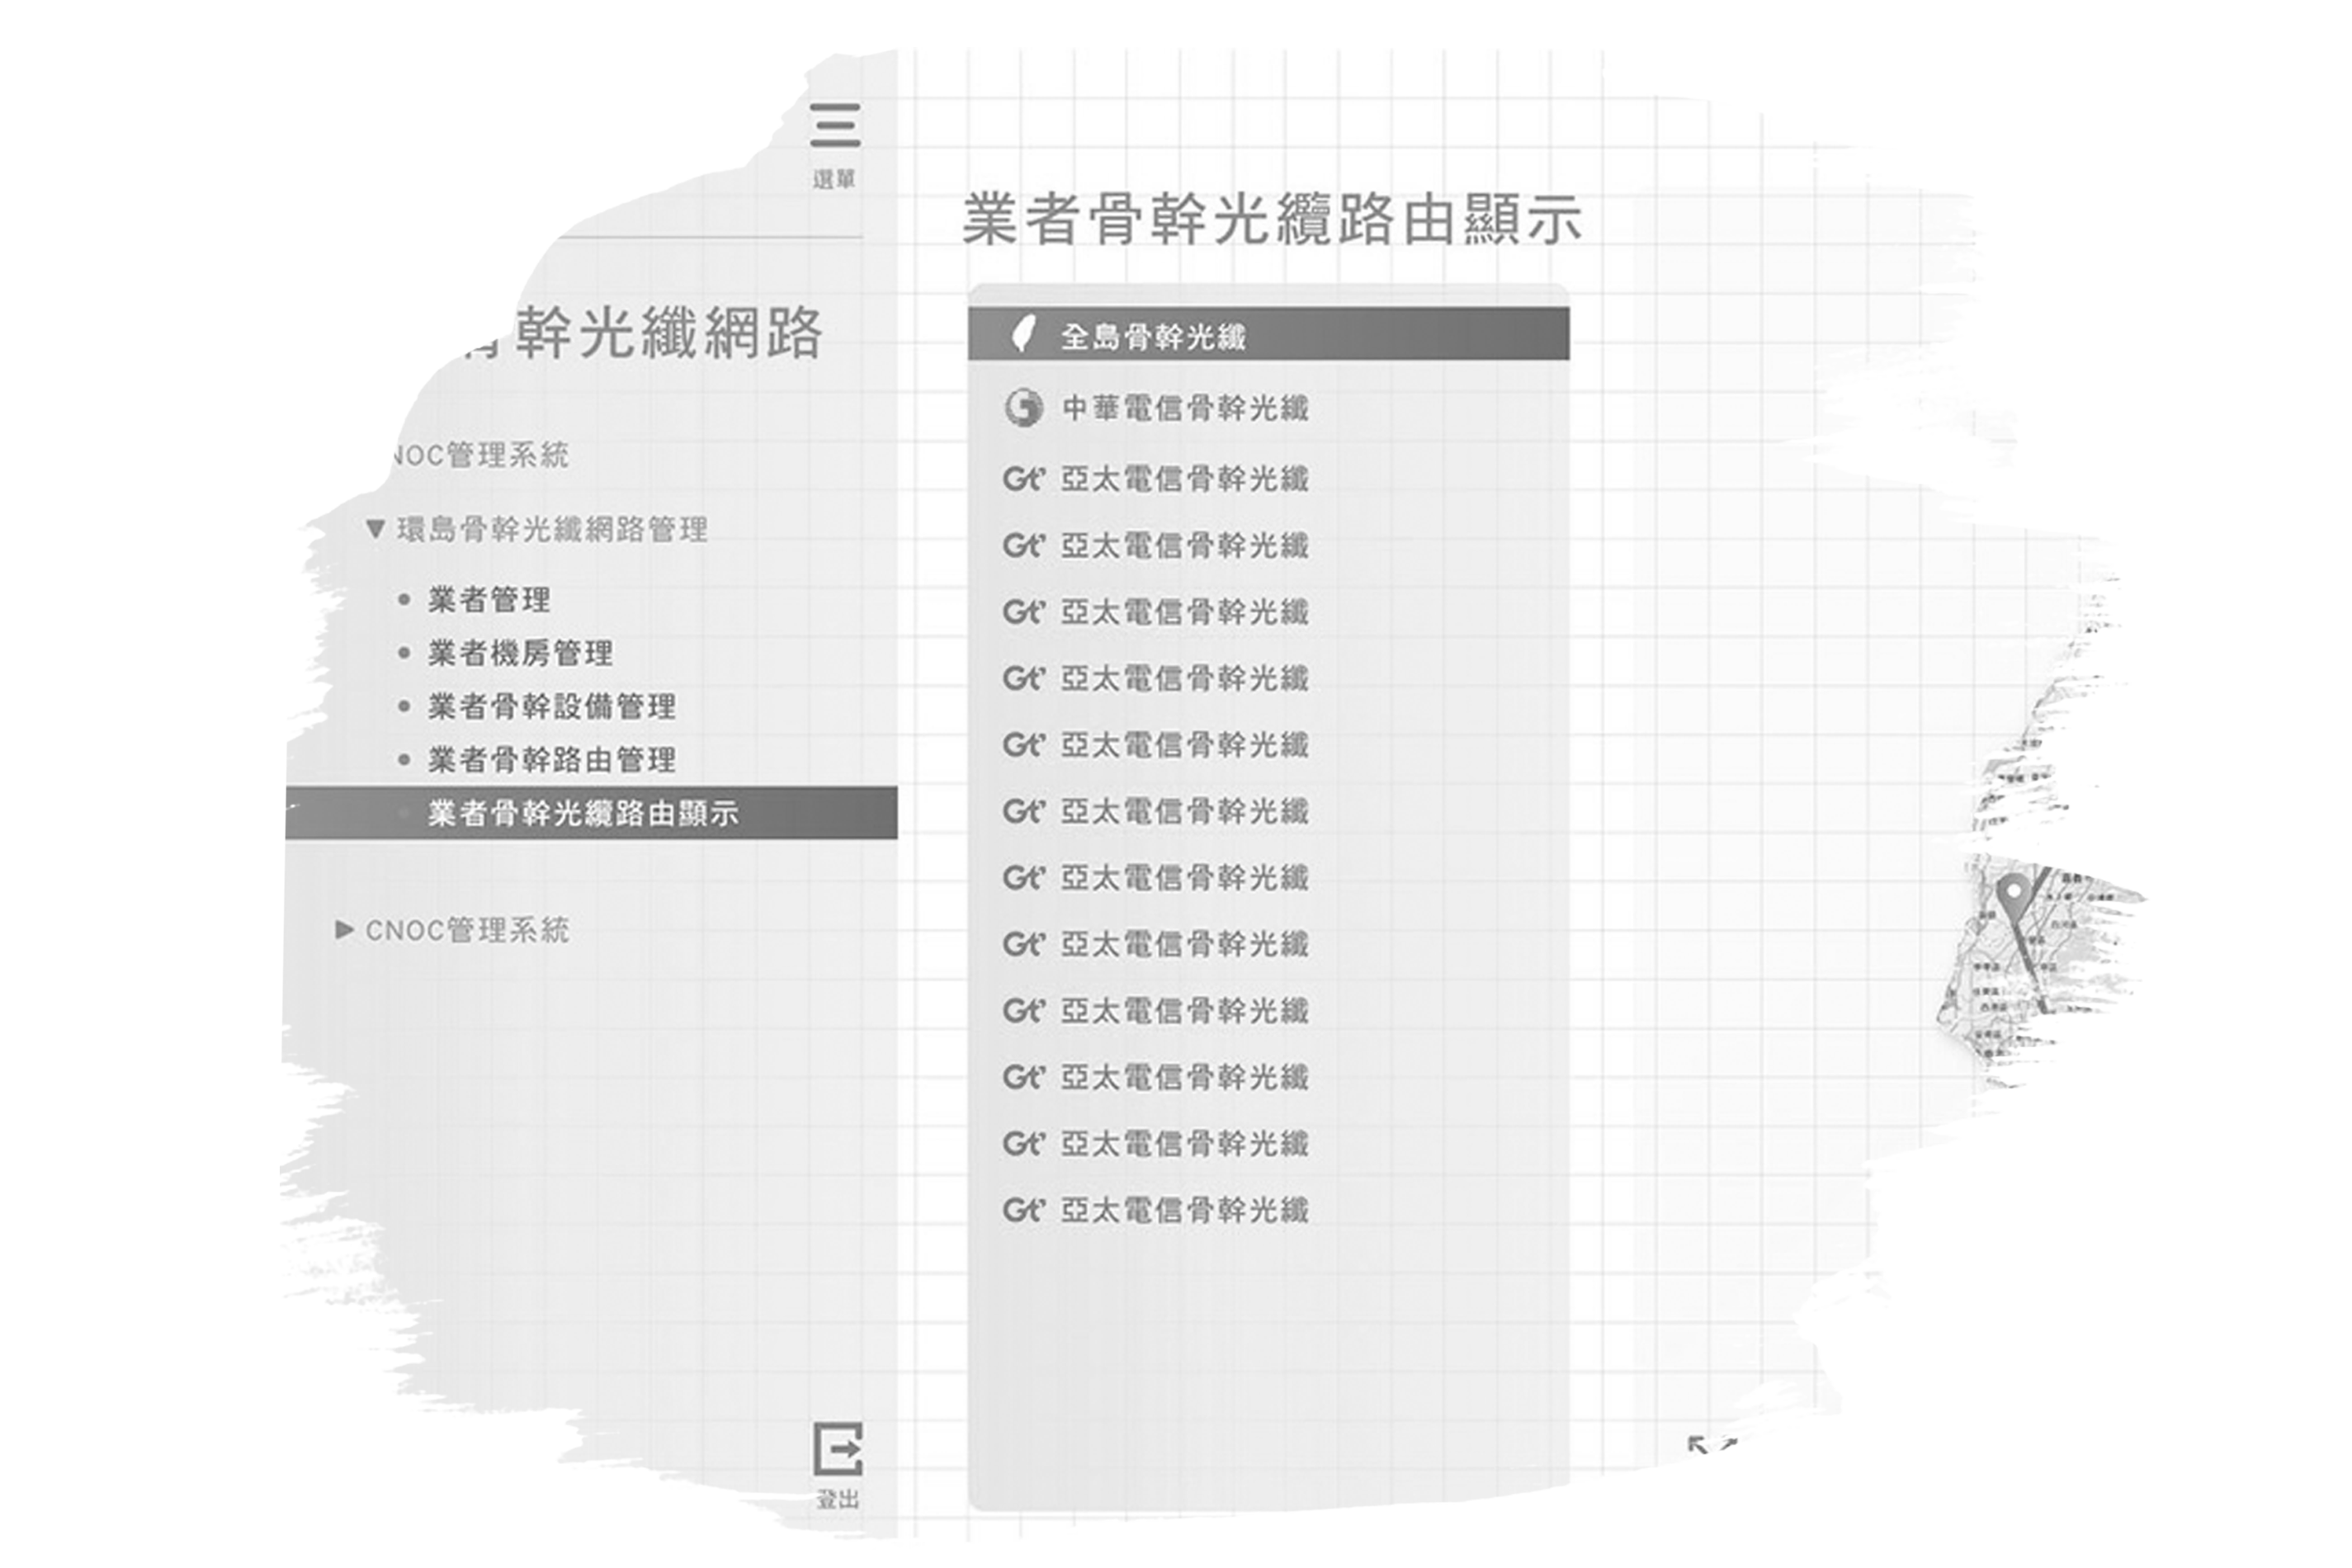 選單
幹光纖網路
NOC管理系統
▼ 環島骨幹光纖網路管理
• 業者管理
• 業者機房管理
• 業者骨幹設備管理
• 業者骨幹路由管理
業者骨幹光纜路由顯示
▶ CNOC管理系統
登出
業者骨幹光纜路由顯示
全島骨幹光纖
中華電信骨幹光纖
Gt 亞太電信骨幹光纖
Gt 亞太電信骨幹光纖
Gt 亞太電信骨幹光纖
Gt 亞太電信骨幹光纖
Gt 亞太電信骨幹光纖
Gt 亞太電信骨幹光纖
Gt 亞太電信骨幹光纖
Gt 亞太電信骨幹光纖
Gt 亞太電信骨幹光纖
Gt 亞太電信骨幹光纖
Gt 亞太電信骨幹光纖
Gt 亞太電信骨幹光纖